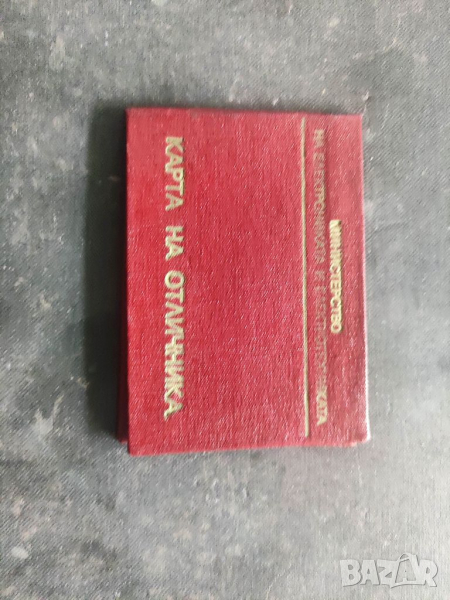 МИНИСТЕРСТВО
НА ЕЛЕКТРОНИКАТА И ЕЛЕКТРОТЕХНИКАТА
КАРТА НА ОТЛИЧНИКА
BAZAR